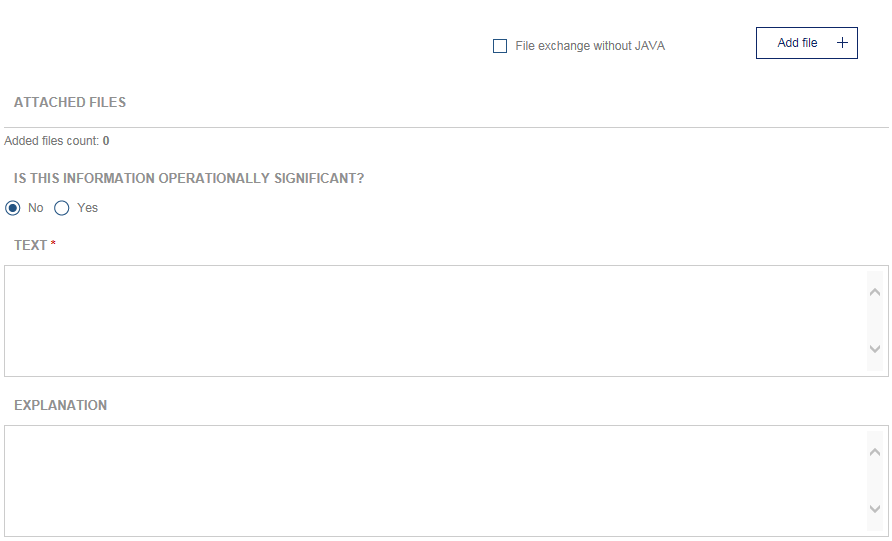 File exchange without JAVA
Add file +
ATTACHED FILES
Added files count: 0
IS THIS INFORMATION OPERATIONALLY SIGNIFICANT?
No Yes
TEXT *
EXPLANATION